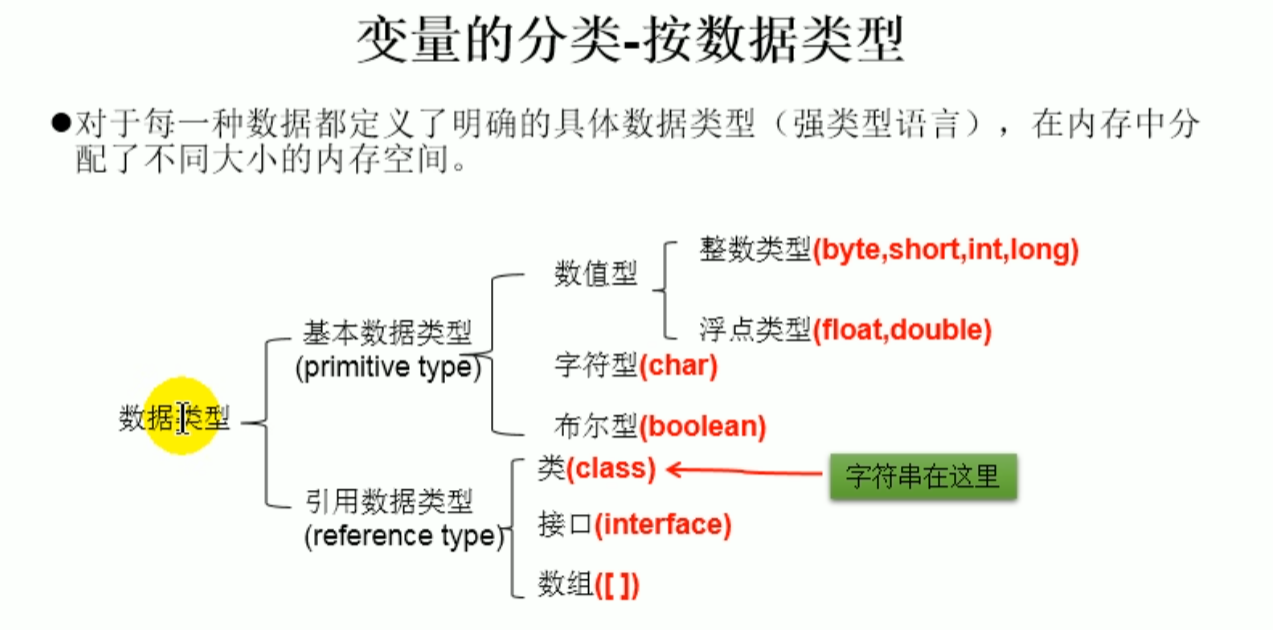 变量的分类-按数据类型
●对于每一种数据都定义了明确的具体数据类型（强类型语言），在内存中分
配了不同大小的内存空间。
整数类型(byte,short,int,long)
数值型
浮点类型(float,double)
基本数据类型
(primitive type)
字符型(char)
布尔型(boolean)
数据类型
类(class)
字符串在这里
引用数据类型
(reference type)
接口(interface)
数组([ ])